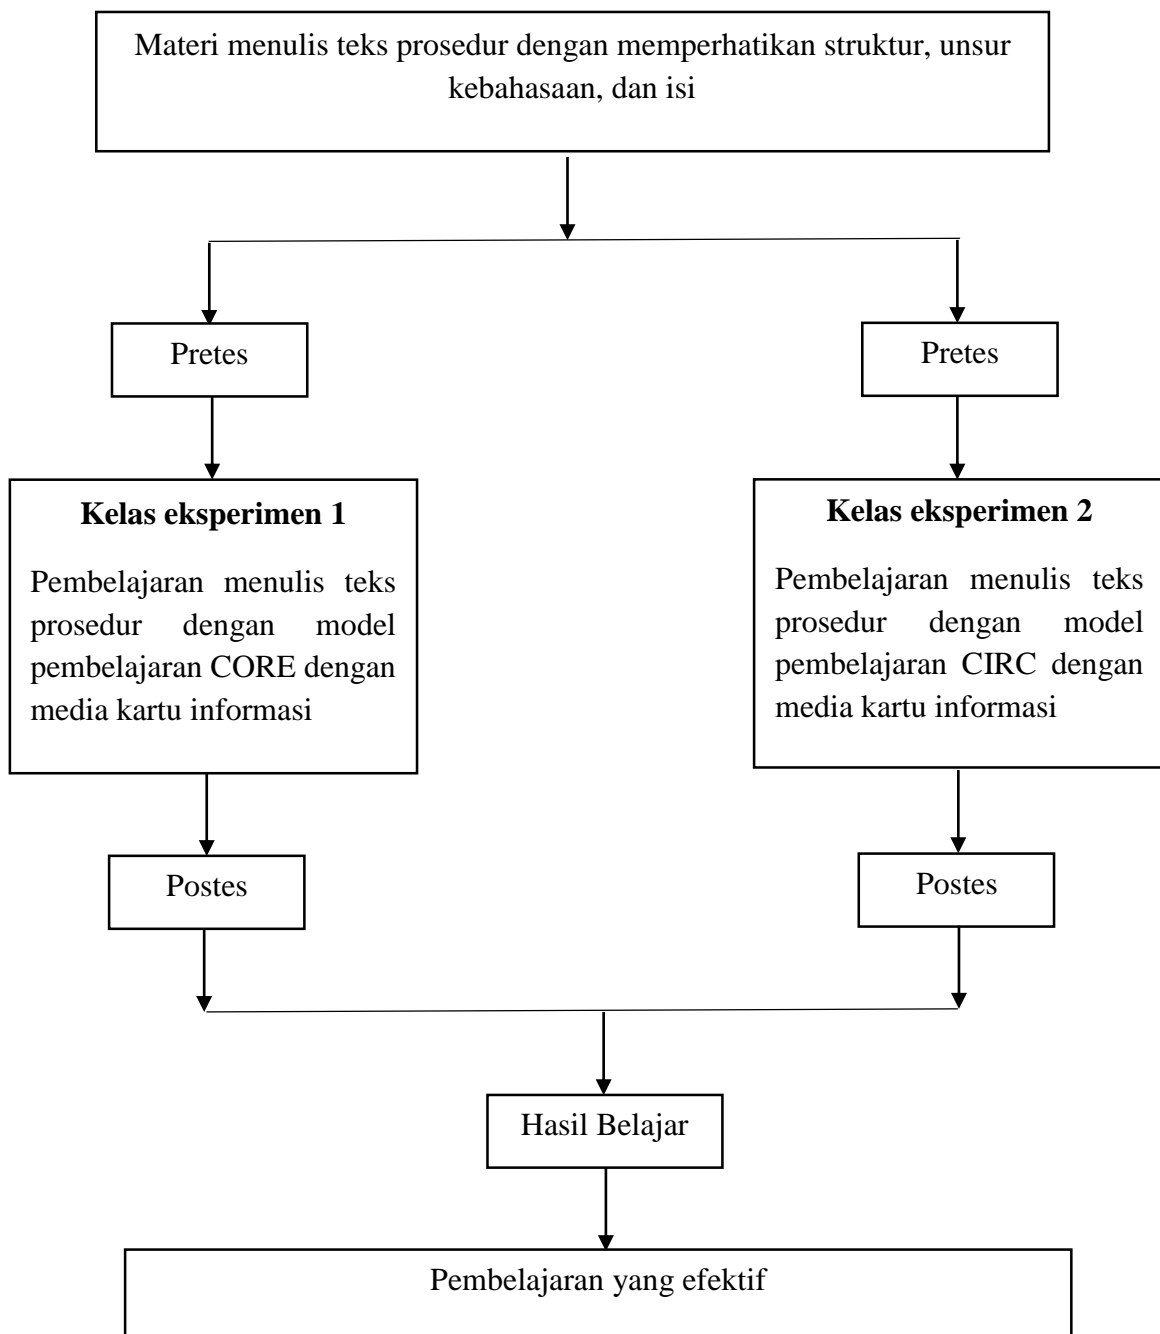 Materi menulis teks prosedur dengan memperhatikan struktur, unsur
kebahasaan, dan isi
Pretes
Pretes
Kelas eksperimen 1
Pembelajaran menulis teks
prosedur dengan model
pembelajaran CORE dengan
media kartu informasi
Kelas eksperimen 2
Pembelajaran menulis teks
prosedur dengan model
pembelajaran CIRC dengan
media kartu informasi
Postes
Postes
Hasil Belajar
Pembelajaran yang efektif